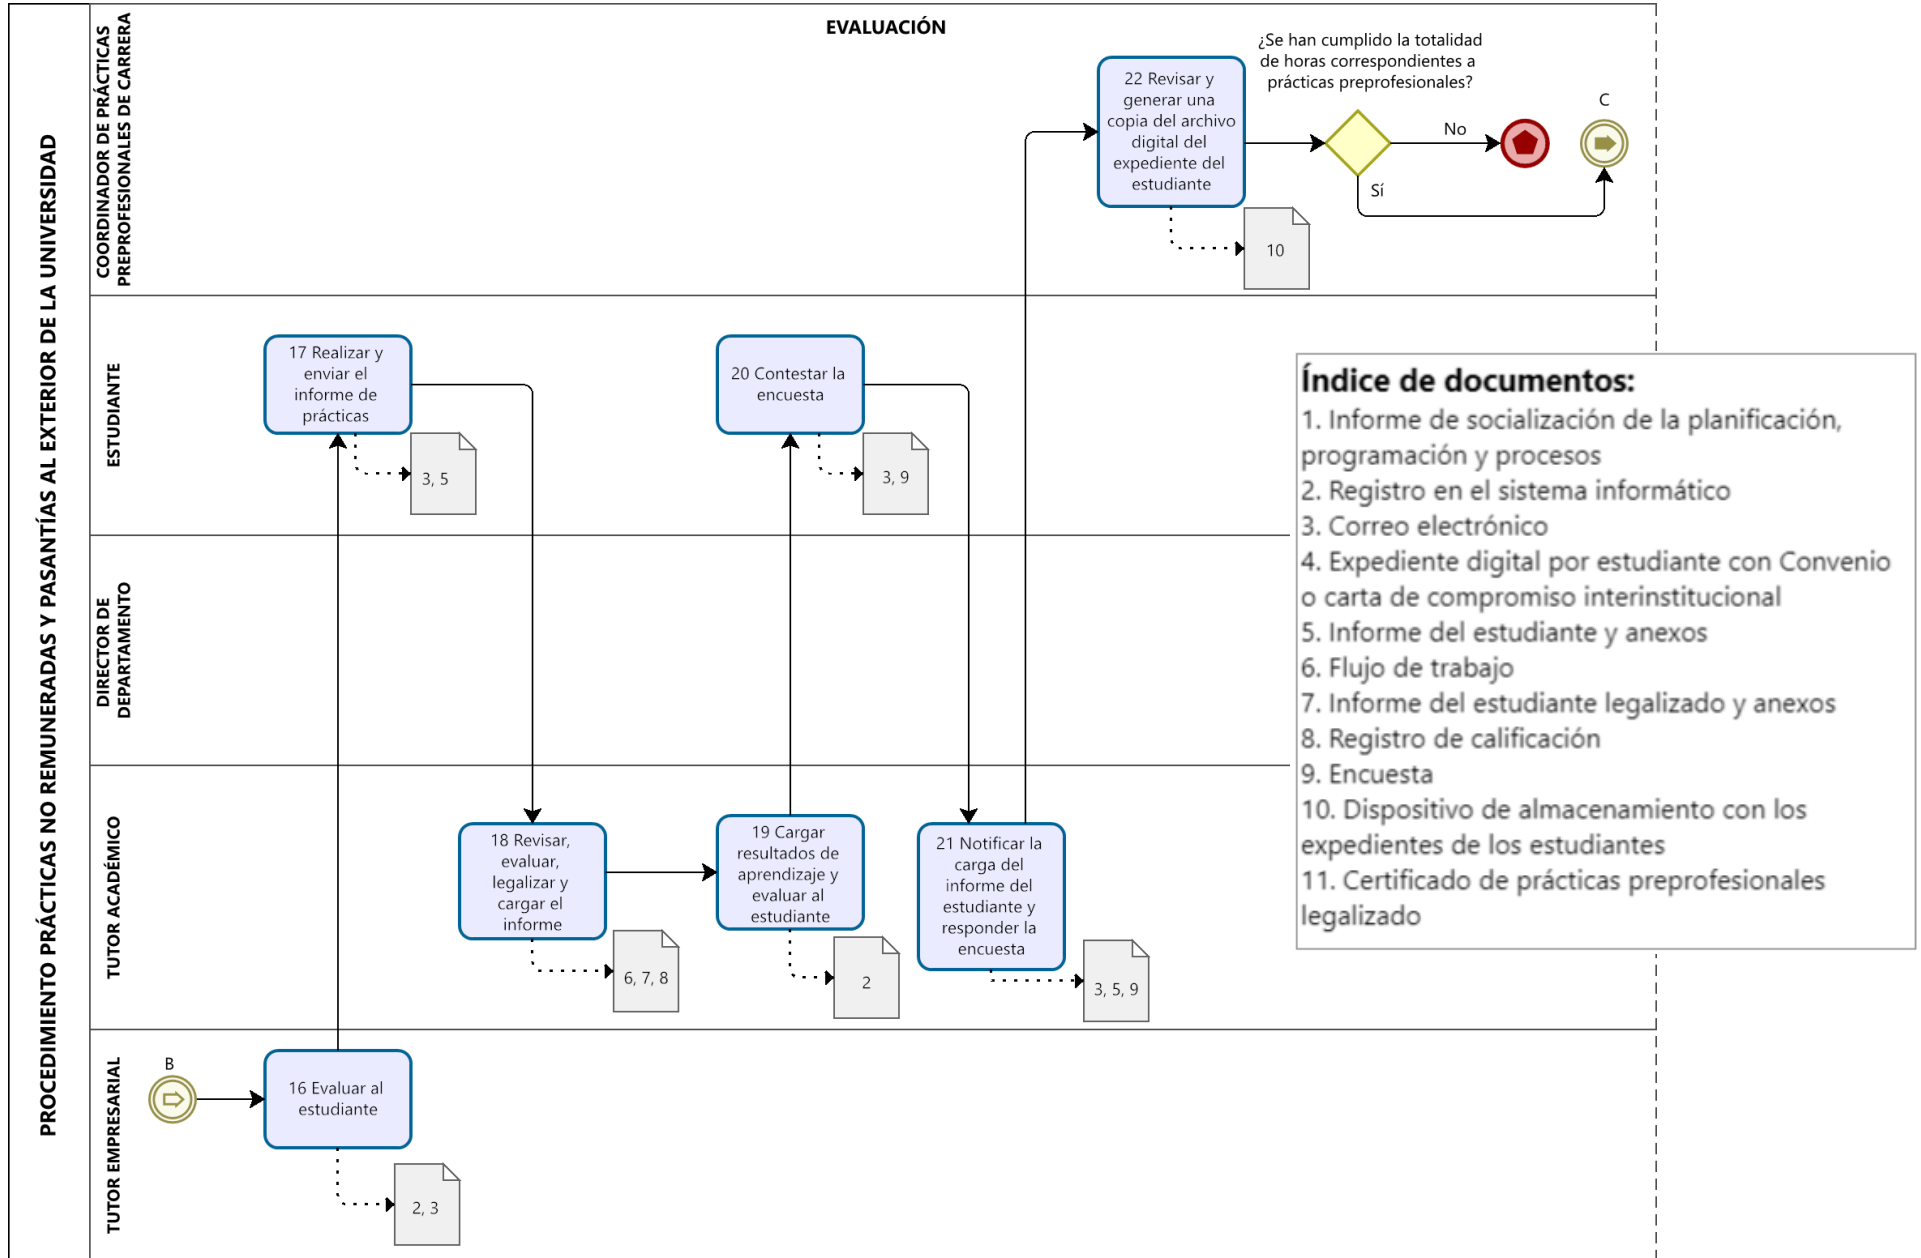 PROCEDIMIENTO PRÁCTICAS NO REMUNERADAS Y PASANTÍAS AL EXTERIOR DE LA UNIVERSIDAD
EVALUACIÓN
COORDINADOR DE PRÁCTICAS
PREPROFESIONALES DE CARRERA
22 Revisar y
generar una
copia del archivo
digital del
expediente del
estudiante
10
¿Se han cumplido la totalidad
de horas correspondientes a
prácticas preprofesionales?
No
Sí
C
ESTUDIANTE
17 Realizar y
enviar el
informe de
prácticas
3, 5
20 Contestar la
encuesta
3, 9
DIRECTOR DE
DEPARTAMENTO
TUTOR ACADÉMICO
18 Revisar,
evaluar,
legalizar y
cargar el
informe
6, 7, 8
19 Cargar
resultados de
aprendizaje y
evaluar al
estudiante
2
21 Notificar la
carga del
informe del
estudiante y
responder la
encuesta
3, 5, 9
TUTOR EMPRESARIAL
B
16 Evaluar al
estudiante
2, 3
Índice de documentos:
1. Informe de socialización de la planificación,
programación y procesos
2. Registro en el sistema informático
3. Correo electrónico
4. Expediente digital por estudiante con Convenio
o carta de compromiso interinstitucional
5. Informe del estudiante y anexos
6. Flujo de trabajo
7. Informe del estudiante legalizado y anexos
8. Registro de calificación
9. Encuesta
10. Dispositivo de almacenamiento con los
expedientes de los estudiantes
11. Certificado de prácticas preprofesionales
legalizado